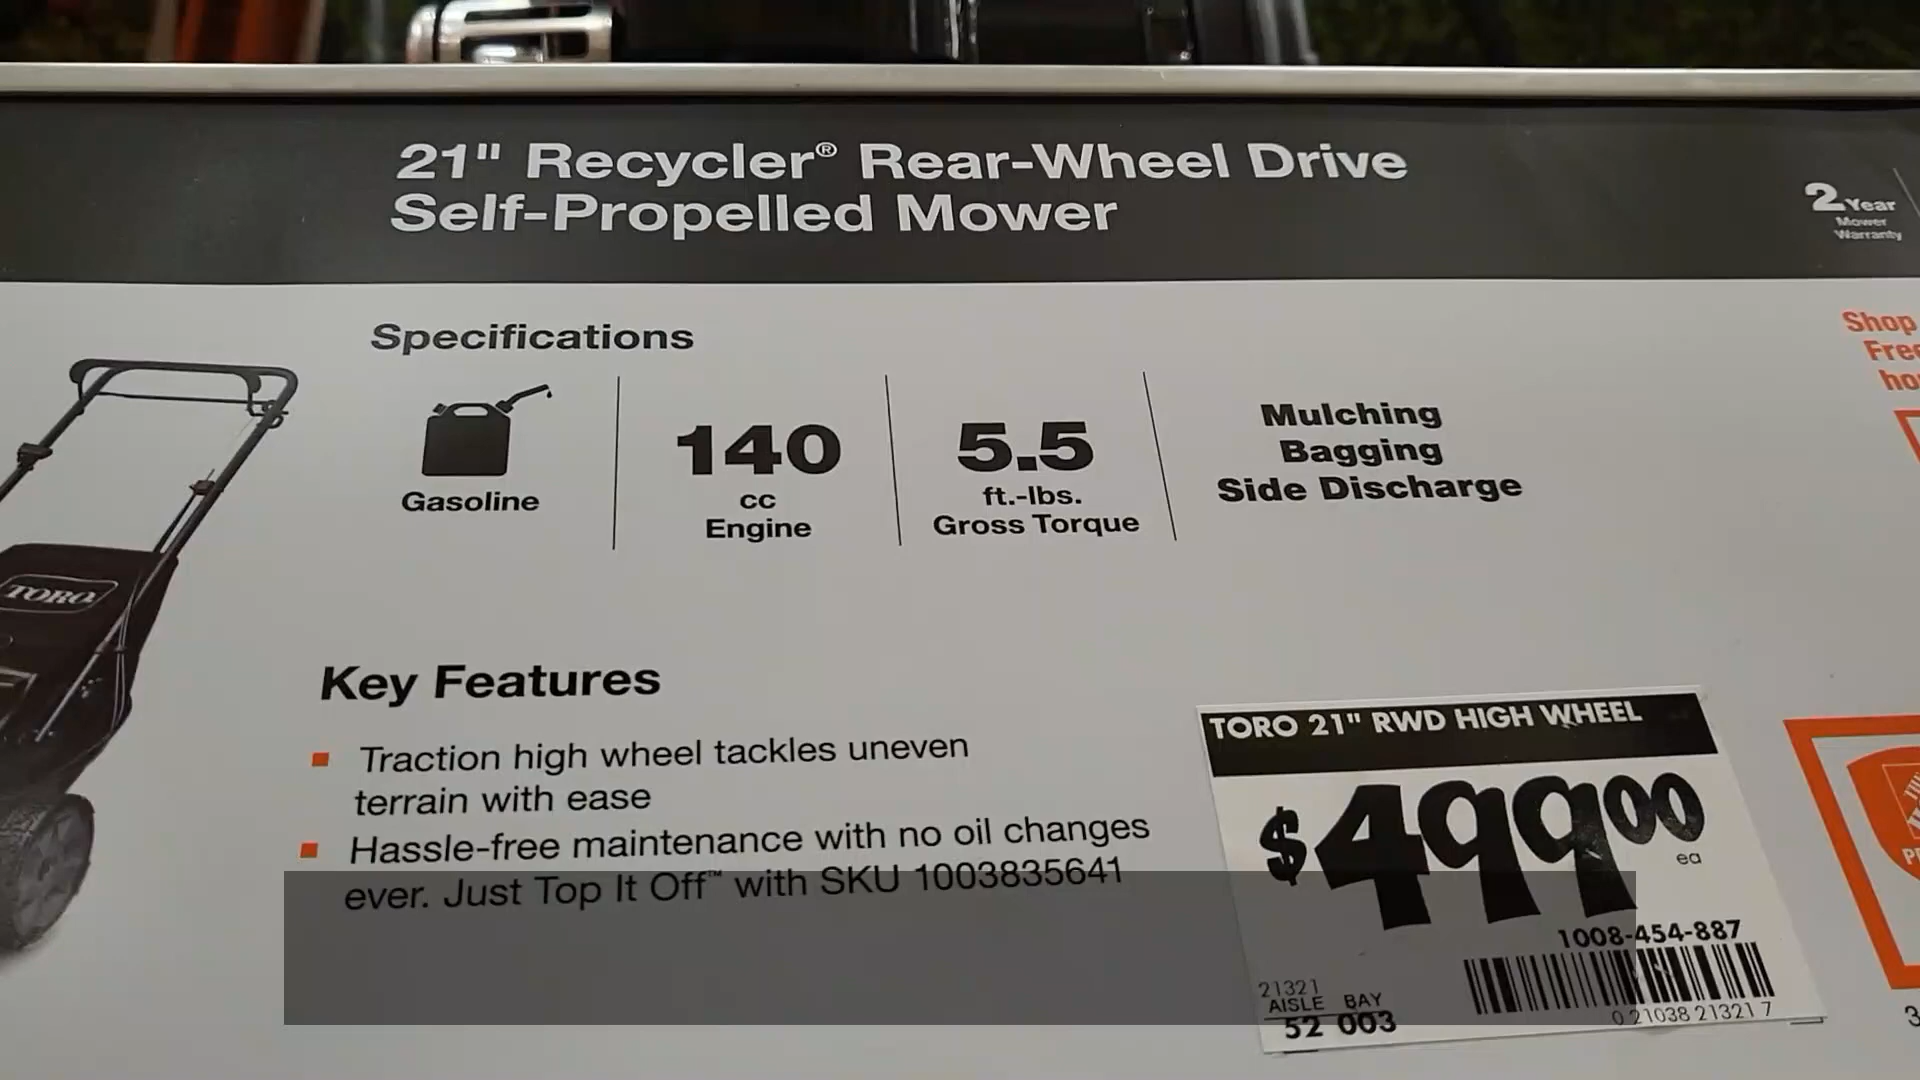 21" Recycler® Rear-Wheel Drive
Self-Propelled Mower
2 Year
Mower
Warranty
Specifications
Gasoline
140
cc
Engine
5.5
ft.-lbs.
Gross Torque
Mulching
Bagging
Side Discharge
Shop
TORO
Key Features
Traction high wheel tackles uneven
terrain with ease
Hassle-free maintenance with no oil changes
ever. Just Top It Off™ with SKU 1003835641
TORO 21" RWD HIGH WHEEL
$49900
ea
1008-454-887
21321
AISLE BAY
52 003
0 21038 21321 7